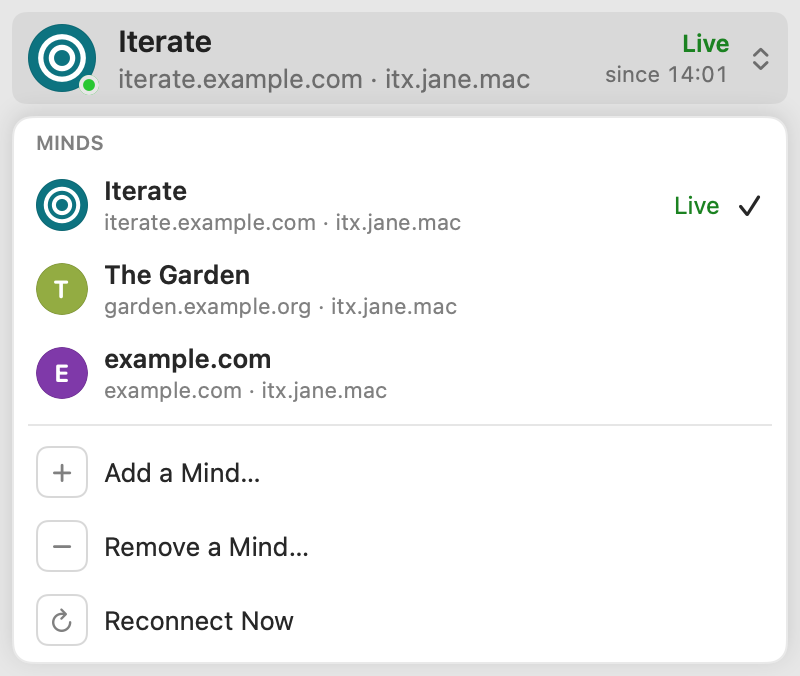 Iterate
iterate.example.com · itx.jane.mac
Live
since 14:01
MINDS
Iterate
iterate.example.com · itx.jane.mac
Live
T
The Garden
garden.example.org · itx.jane.mac
E
example.com
example.com · itx.jane.mac
Add a Mind...
Remove a Mind...
Reconnect Now